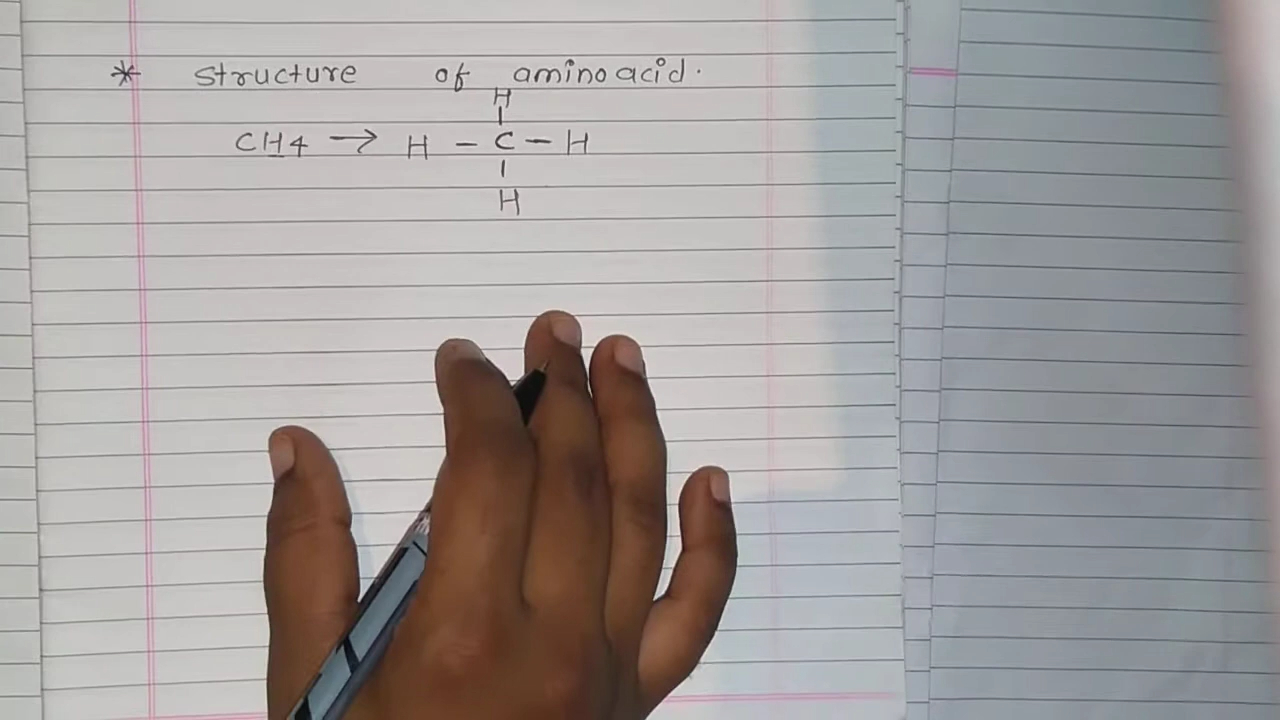 * structure of aminoacid.
H
|
CH4 → H – C – H
|
H